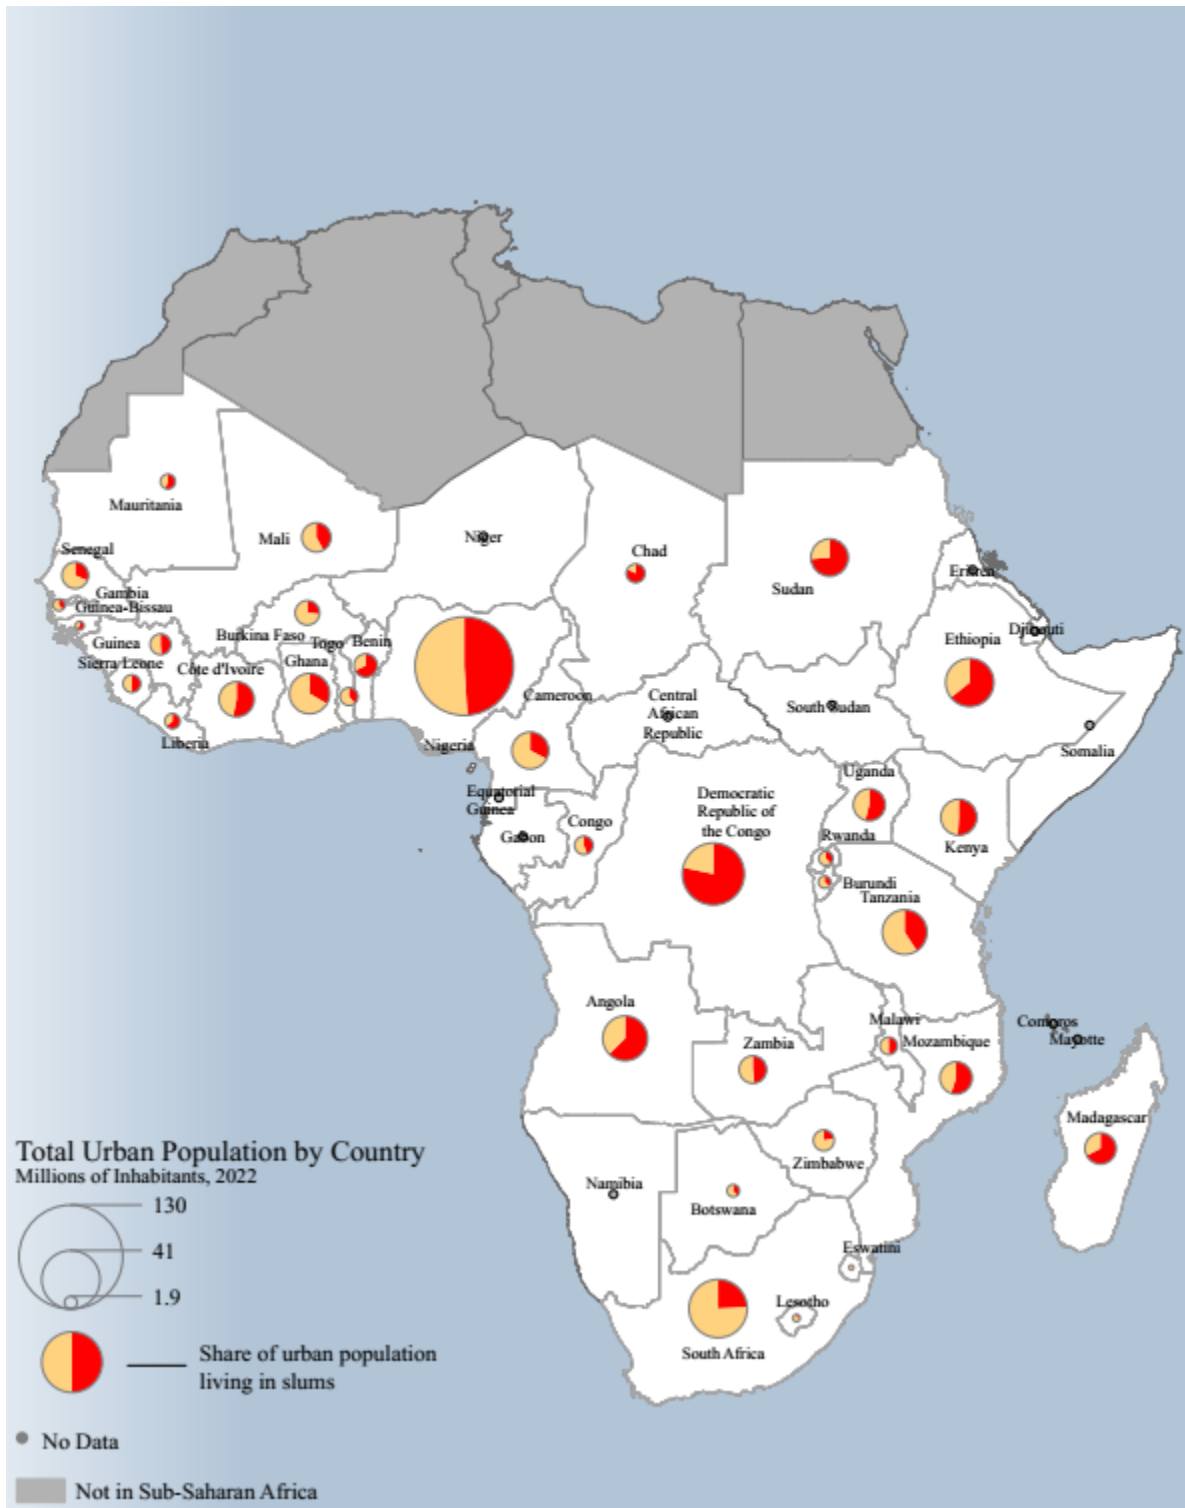 Mauritania
Mali
Niger
Chad
Sudan
Eritrea
Senegal
Gambia
Guinea-Bissau
Guinea
Sierra Leone
Liberia
Côte d'Ivoire
Burkina Faso
Ghana
Togo
Benin
Nigeria
Cameroon
Central
African
Republic
South Sudan
Ethiopia
Djibouti
Somalia
Equatorial
Guinea
Gabon
Congo
Democratic
Republic of
the Congo
Uganda
Kenya
Rwanda
Burundi
Tanzania
Angola
Zambia
Malawi
Mozambique
Comoros
Mayotte
Madagascar
Zimbabwe
Namibia
Botswana
Eswatini
Lesotho
South Africa
Total Urban Population by Country
Millions of Inhabitants, 2022
130
41
1.9
Share of urban population
living in slums
No Data
Not in Sub-Saharan Africa